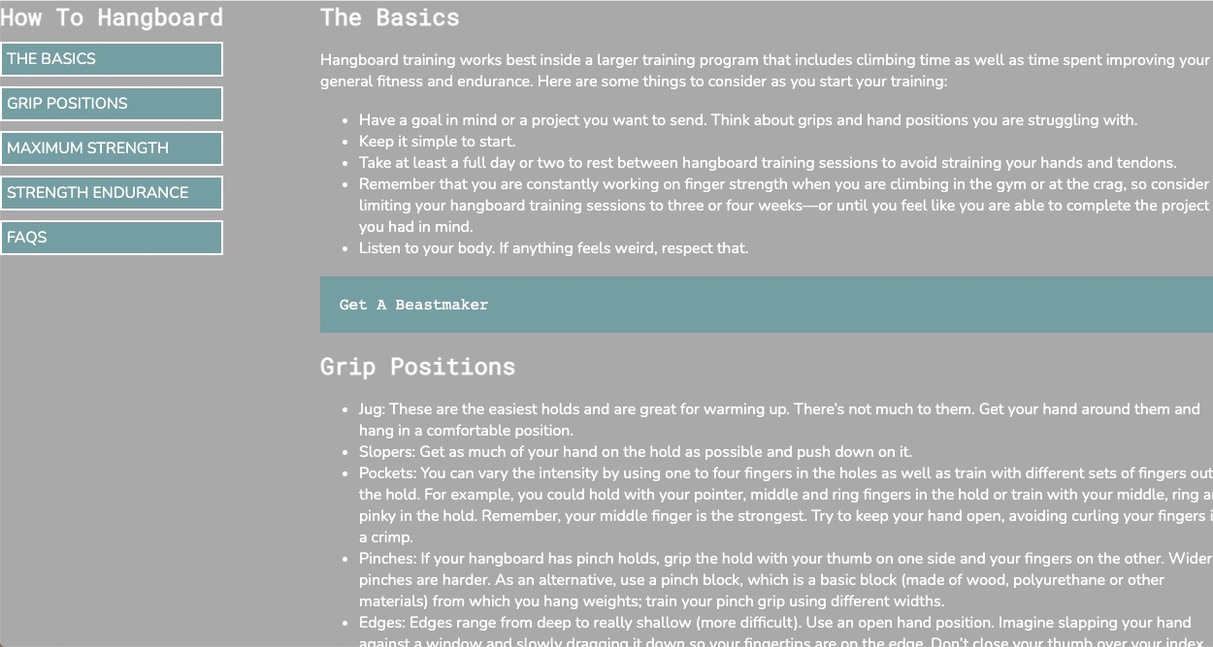 How To Hangboard
THE BASICS
GRIP POSITIONS
MAXIMUM STRENGTH
STRENGTH ENDURANCE
FAQS
The Basics
Hangboard training works best inside a larger training program that includes climbing time as well as time spent improving your
general fitness and endurance. Here are some things to consider as you start your training:
• Have a goal in mind or a project you want to send. Think about grips and hand positions you are struggling with.
• Keep it simple to start.
• Take at least a full day or two to rest between hangboard training sessions to avoid straining your hands and tendons.
• Remember that you are constantly working on finger strength when you are climbing in the gym or at the crag, so consider
limiting your hangboard training sessions to three or four weeks—or until you feel like you are able to complete the project
you had in mind.
• Listen to your body. If anything feels weird, respect that.
Get A Beastmaker
Grip Positions
• Jug: These are the easiest holds and are great for warming up. There's not much to them. Get your hand around them and
hang in a comfortable position.
• Slopers: Get as much of your hand on the hold as possible and push down on it.
• Pockets: You can vary the intensity by using one to four fingers in the holes as well as train with different sets of fingers out
the hold. For example, you could hold with your pointer, middle and ring fingers in the hold or train with your middle, ring
pinky in the hold. Remember, your middle finger is the strongest. Try to keep your hand open, avoiding curling your fingers
a crimp.
• Pinches: If your hangboard has pinch holds, grip the hold with your thumb on one side and your fingers on the other. Wider
pinches are harder. As an alternative, use a pinch block, which is a basic block (made of wood, polyurethane or other
materials) from which you hang weights; train your pinch grip using different widths.
• Edges: Edges range from deep to really shallow (more difficult). Use an open hand position. Imagine slapping your hand
against a window and slowly dragging it down so your fingertips are on the edge. Don't close your thumb over your index